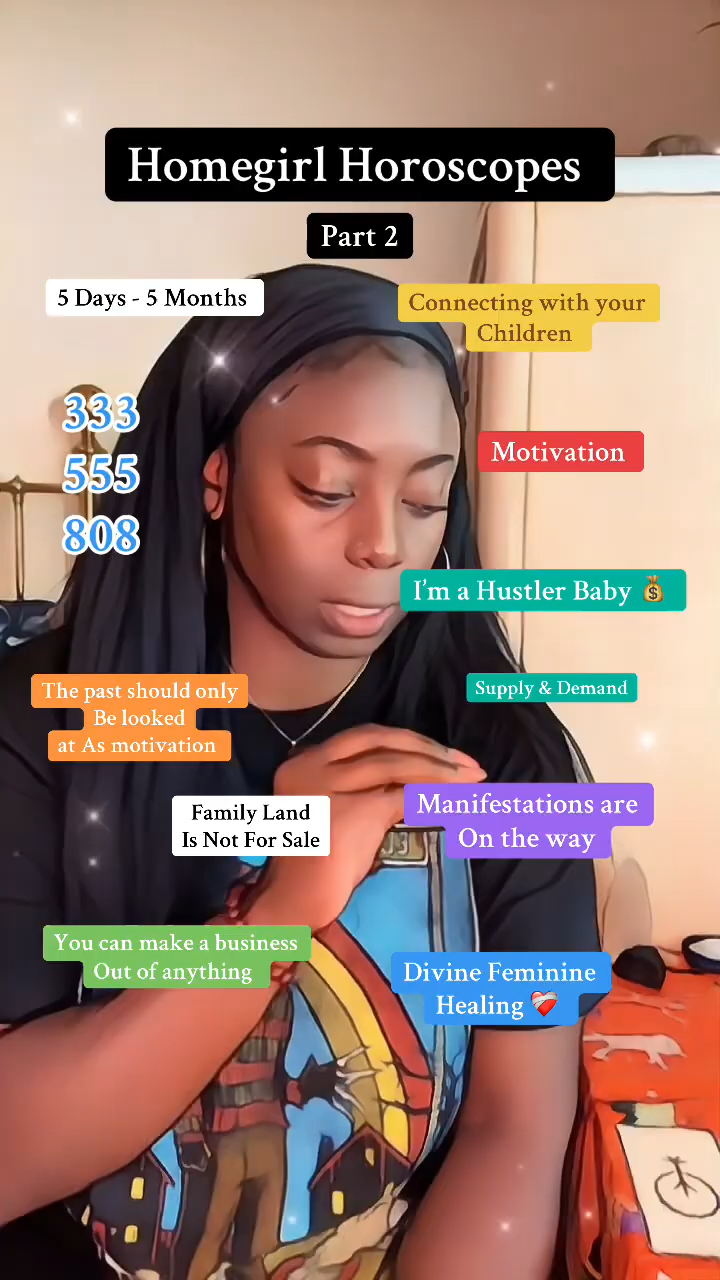 Homegirl Horoscopes
Part 2
5 Days - 5 Months
Connecting with your
Children
333
555
808
Motivation
I'm a Hustler Baby 💰
The past should only
Be looked
at As motivation
Supply & Demand
Family Land
Is Not For Sale
Manifestations are
On the way
You can make a business
Out of anything
Divine Feminine
Healing ❤️‍🩹